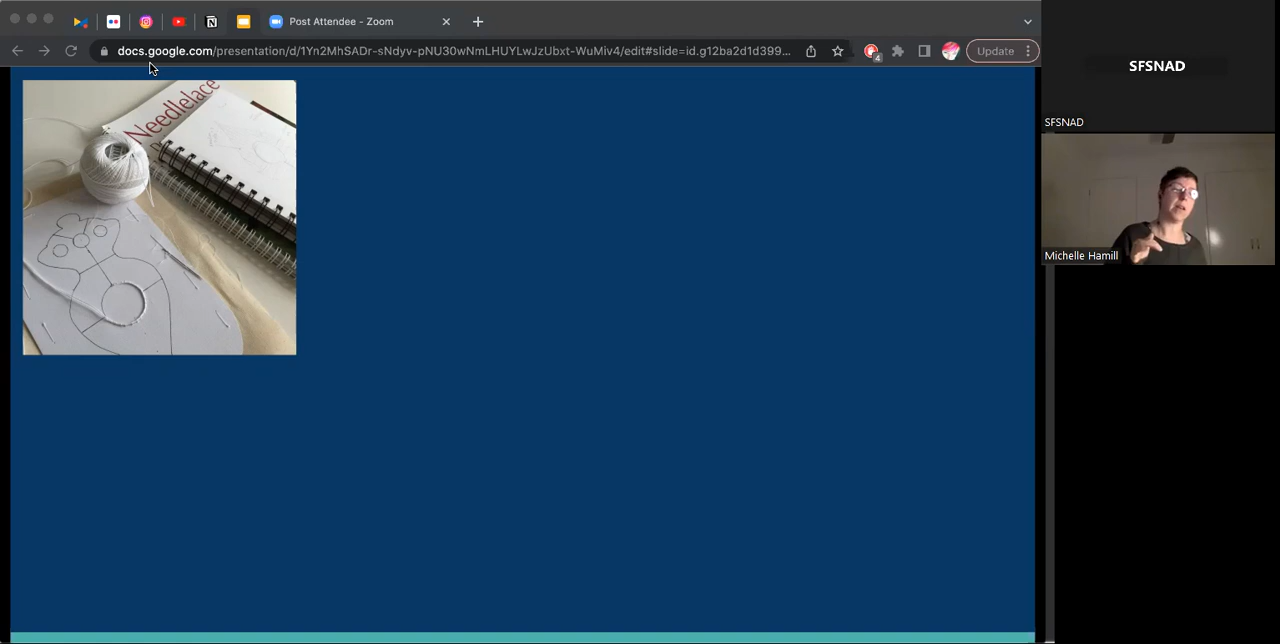 Post Attendee - Zoom
docs.google.com/presentation/d/1Yn2MhSADr-sNdyv-pNU30wNmLHUYLwJzUbxt-WuMiv4/edit#slide=id.g12ba2d1d399...
4
Update
Needlelace
SFSNAD
SFSNAD
Michelle Hamill